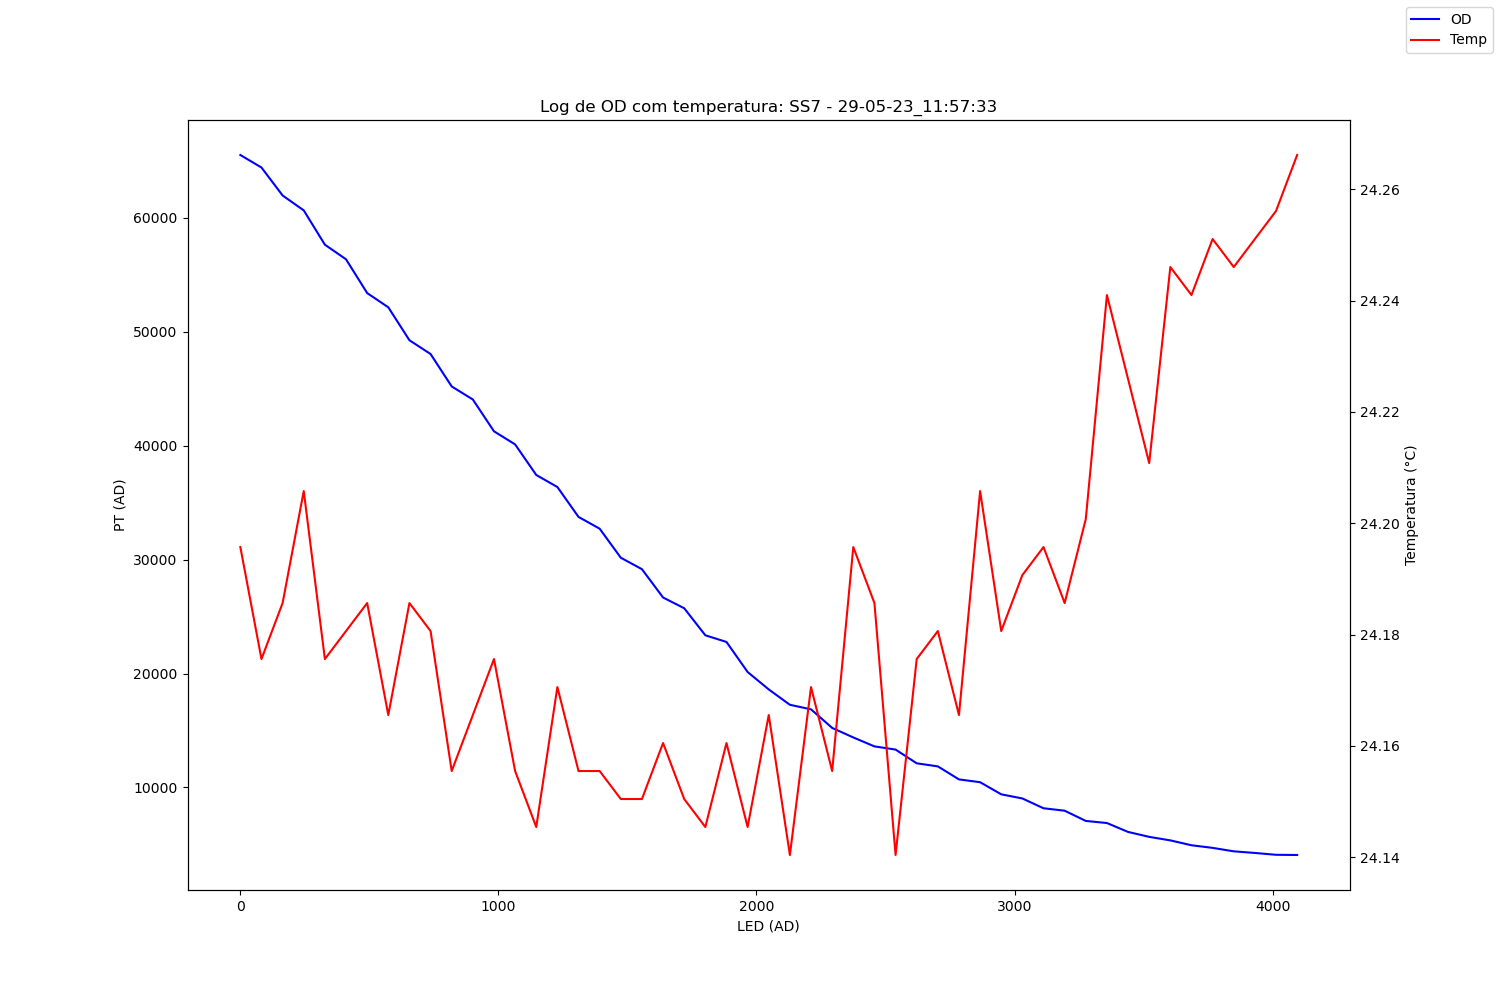 OD
Temp
Log de OD com temperatura: SS7 - 29-05-23_11:57:33
60000
50000
40000
30000
20000
10000
PT (AD)
24.26
24.24
24.22
24.20
24.18
24.16
24.14
Temperatura (°C)
0 1000 2000 3000 4000
LED (AD)